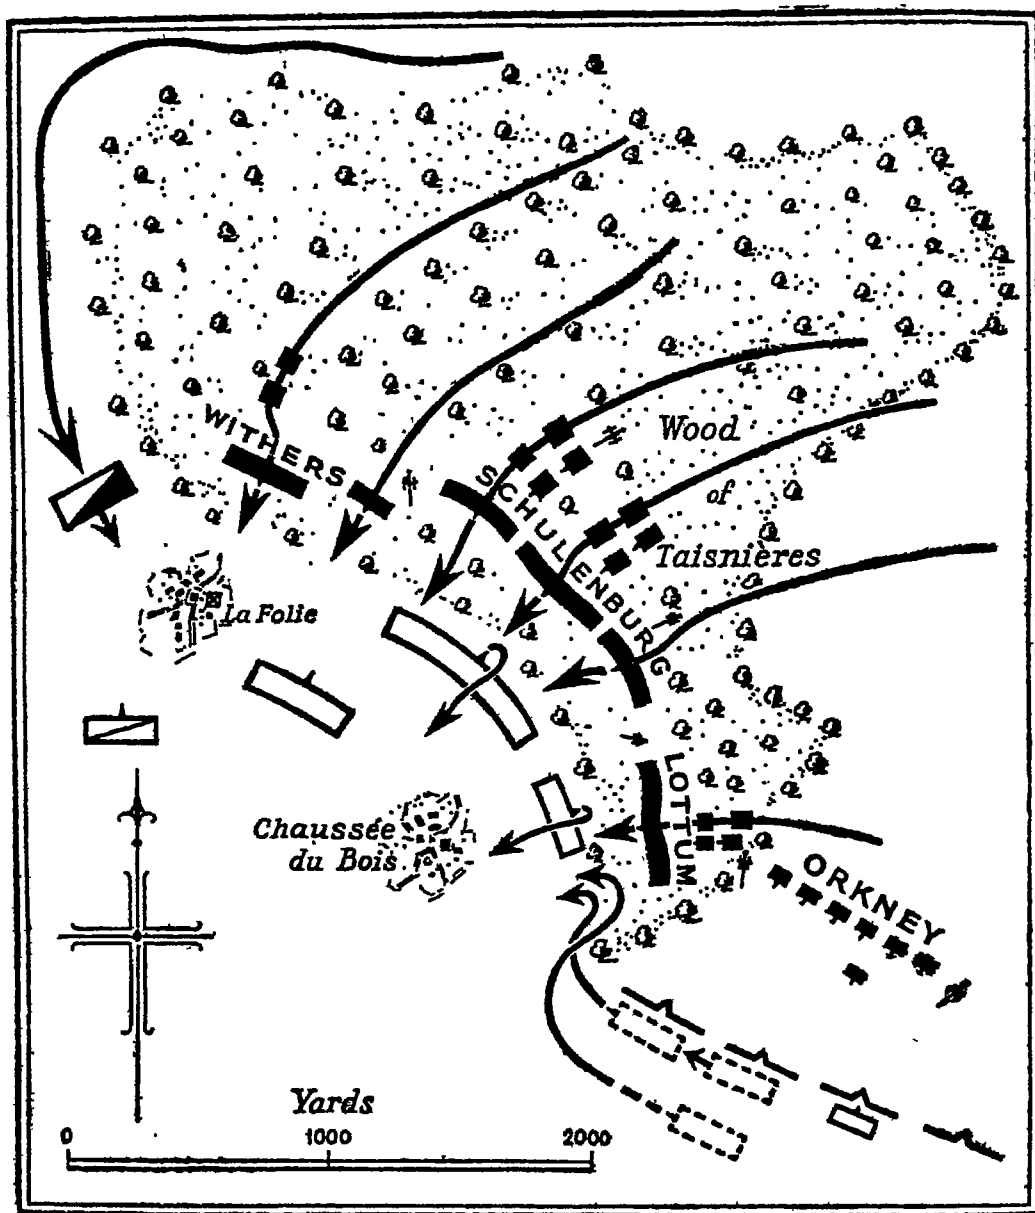 WITHERS
SCHULENBURG
Wood
of
Taisnières
La Folie
LOTTUM
Chaussée
du Bois
ORKNEY
Yards
0 1000 2000